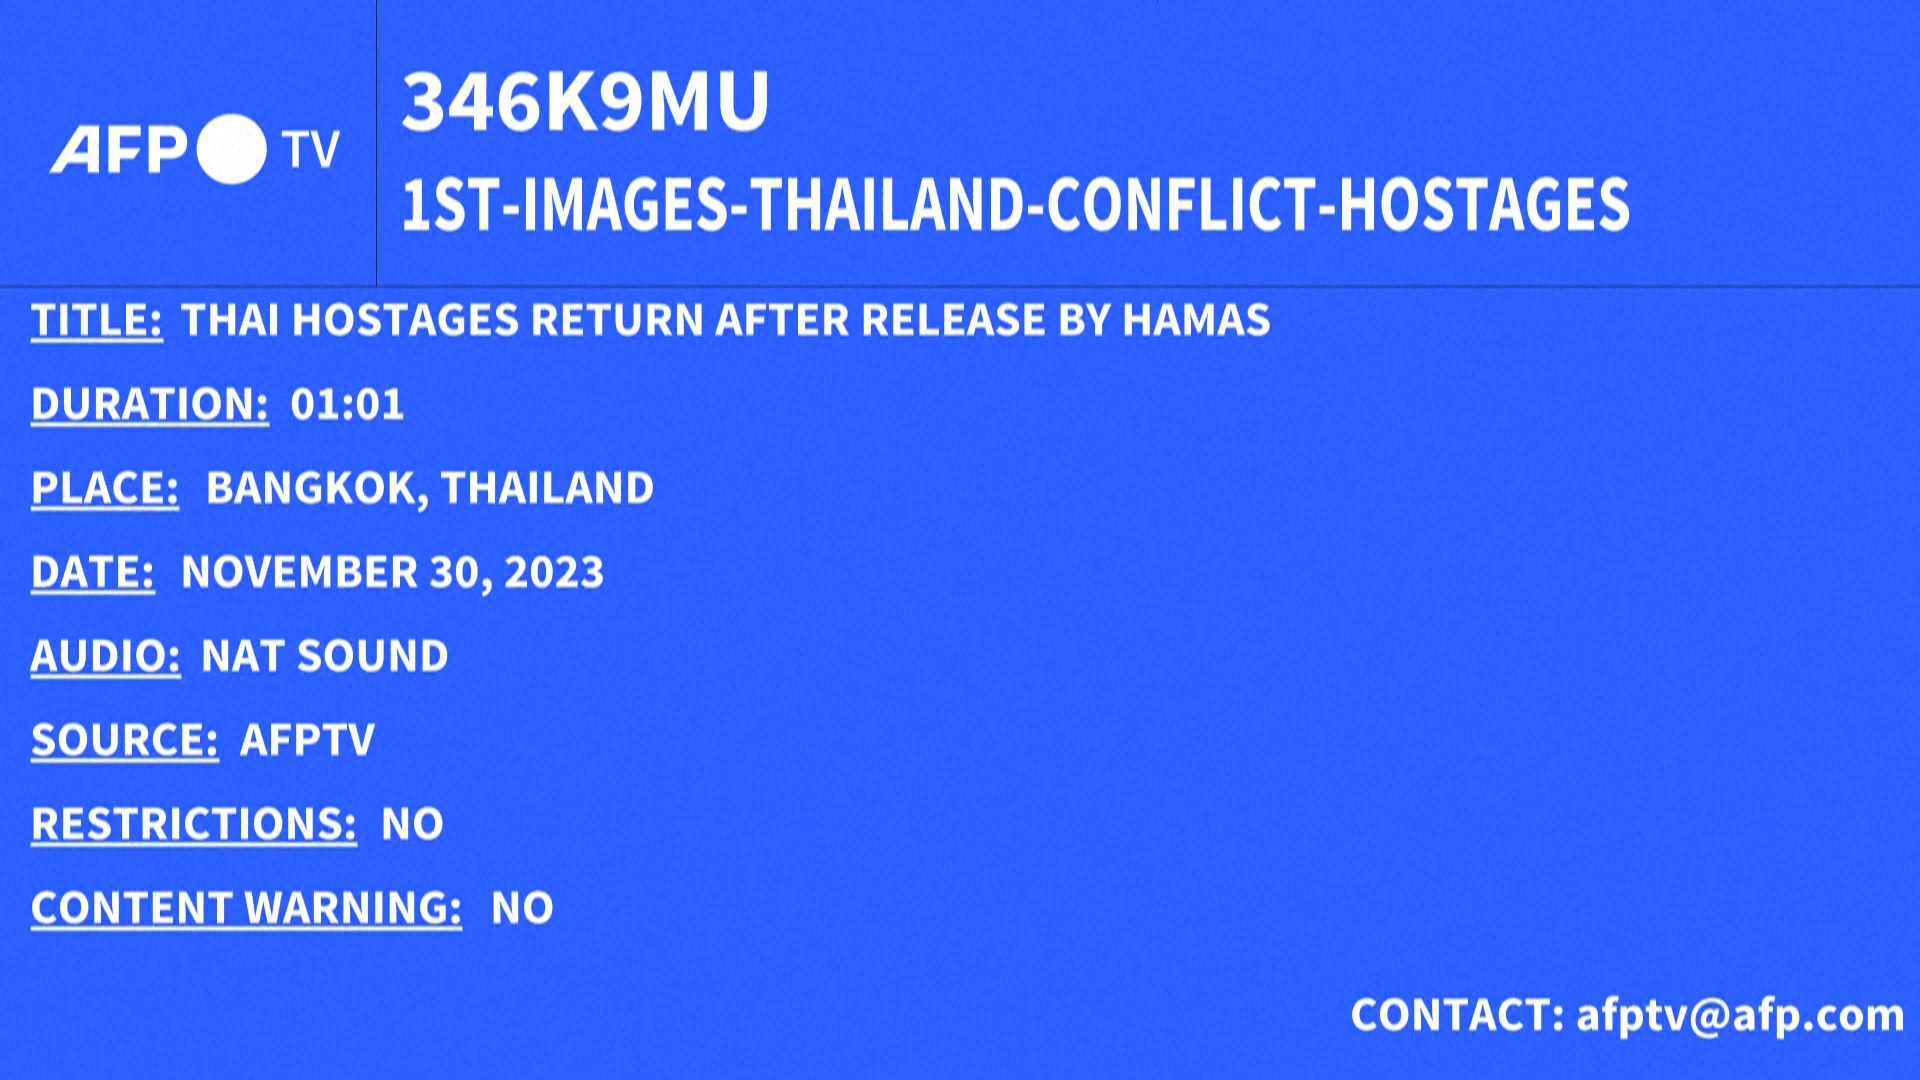 AFP TV
346K9MU
1ST-IMAGES-THAILAND-CONFLICT-HOSTAGES
TITLE: THAI HOSTAGES RETURN AFTER RELEASE BY HAMAS
DURATION: 01:01
PLACE: BANGKOK, THAILAND
DATE: NOVEMBER 30, 2023
AUDIO: NAT SOUND
SOURCE: AFPTV
RESTRICTIONS: NO
CONTENT WARNING: NO
CONTACT: afptv@afp.com